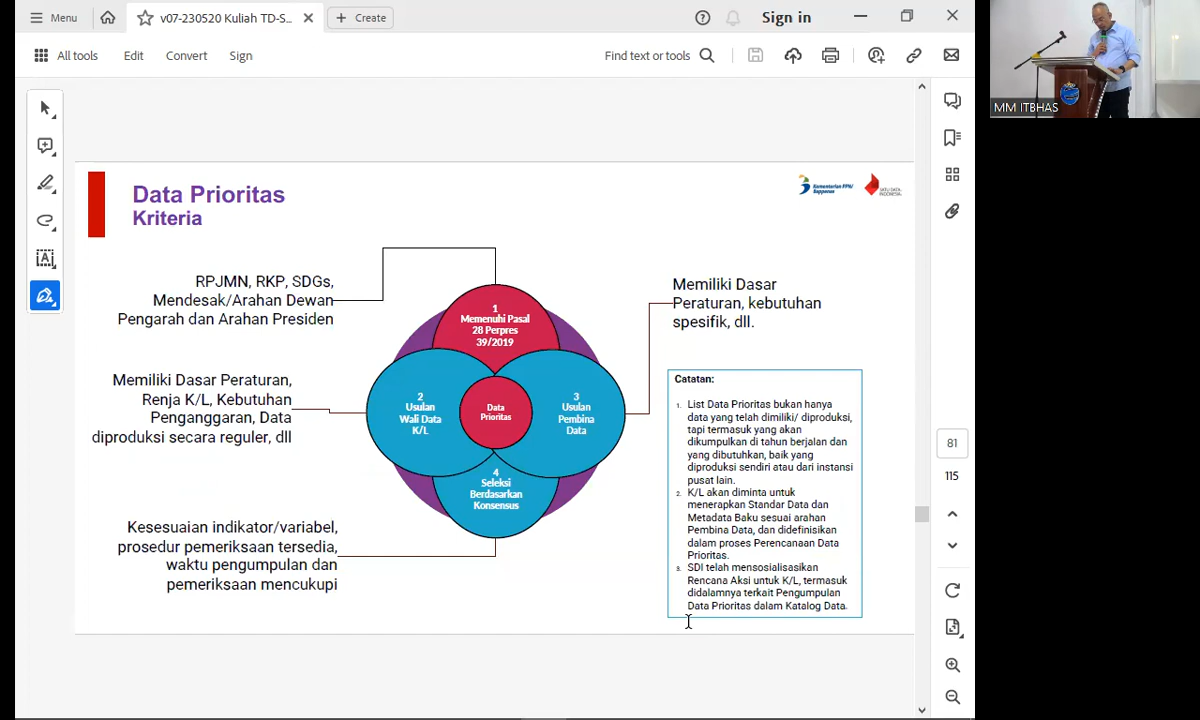 Menu
v07-230520 Kuliah TD-S...
Create
Sign in
All tools
Edit
Convert
Sign
Find text or tools
MM ITBHAS
Data Prioritas
Kriteria
Kementerian PPN/
Bappenas
SATU DATA
INDONESIA
RPJMN, RKP, SDGs,
Mendesak/Arahan Dewan
Pengarah dan Arahan Presiden
Memiliki Dasar Peraturan,
Renja K/L, Kebutuhan
Penganggaran, Data
diproduksi secara reguler, dll
Kesesuaian indikator/variabel,
prosedur pemeriksaan tersedia,
waktu pengumpulan dan
pemeriksaan mencukupi
1
Memenuhi Pasal
28 Perpres
39/2019
2
Usulan
Wali Data
K/L
Data
Prioritas
3
Usulan
Pembina
Data
4
Seleksi
Berdasarkan
Konsensus
Memiliki Dasar
Peraturan, kebutuhan
spesifik, dll.
Catatan:
1. List Data Prioritas bukan hanya
data yang telah dimiliki/ diproduksi,
tapi termasuk yang akan
dikumpulkan di tahun berjalan dan
yang dibutuhkan, baik yang
diproduksi sendiri atau dari instansi
pusat lain.
2. K/L akan diminta untuk
menerapkan Standar Data dan
Metadata Baku sesuai arahan
Pembina Data, dan didefinisikan
dalam proses Perencanaan Data
Prioritas.
3. SDI telah mensosialisasikan
Rencana Aksi untuk K/L, termasuk
didalamnya terkait Pengumpulan
Data Prioritas dalam Katalog Data.
81
115